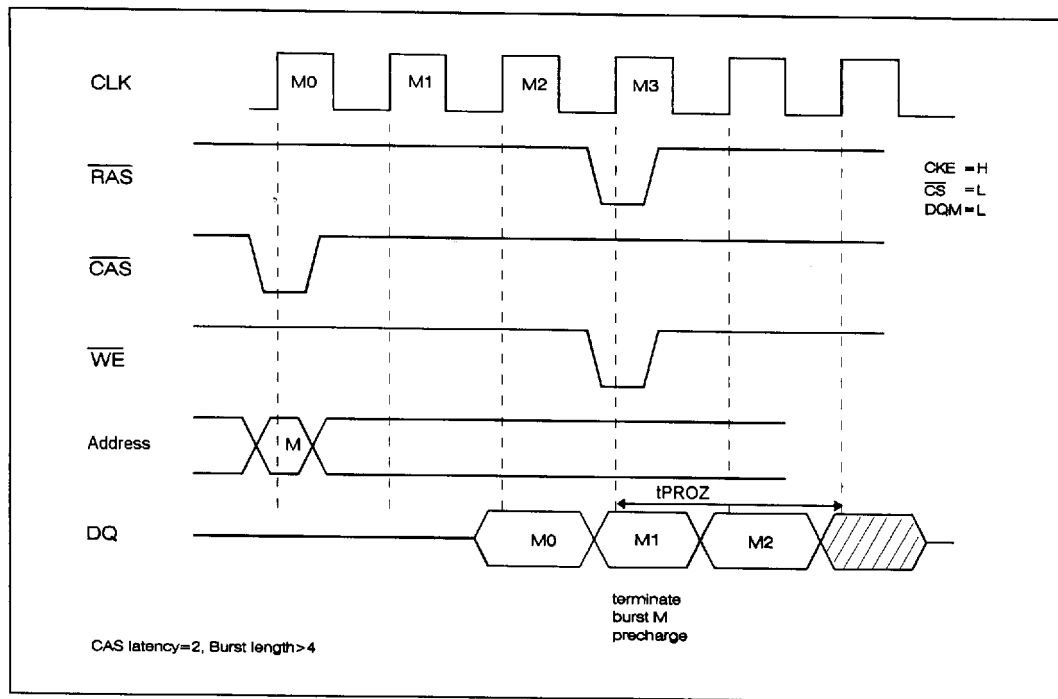 CLK
M0
M1
M2
M3
RAS
CKE = H
CS = L
DQM = L
CAS
WE
Address
M
tPROZ
DQ
M0
M1
M2
terminate
burst M
precharge
CAS latency=2, Burst length>4